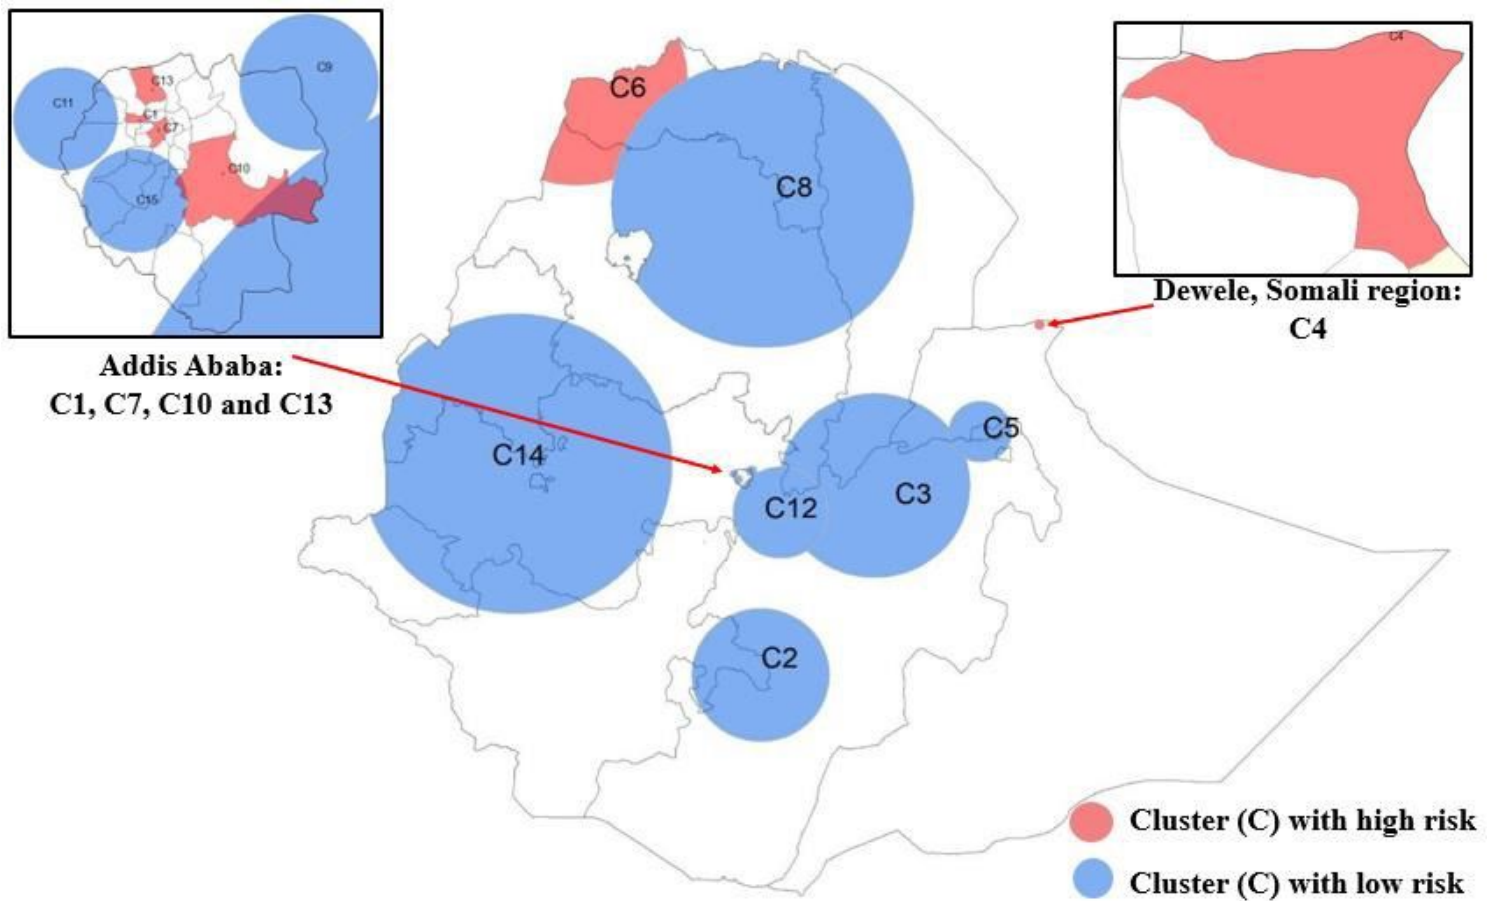 C9
C11
C13
C1
C7
C10
C15
Addis Ababa:
C1, C7, C10 and C13
C4
Dewele, Somali region:
C4
C6
C8
C14
C5
C3
C12
C2
Cluster (C) with high risk
Cluster (C) with low risk